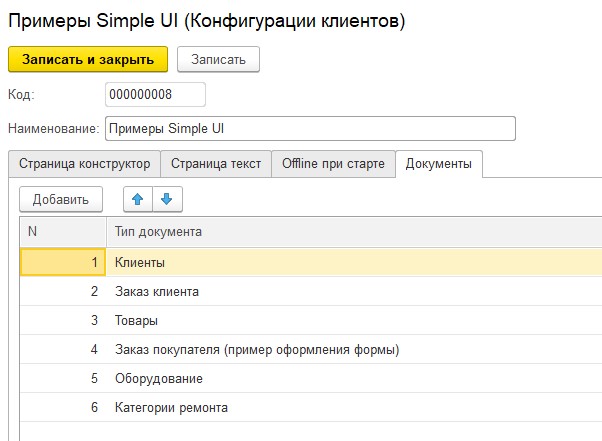 Примеры Simple UI (Конфигурации клиентов)
Записать и закрыть Записать
Код: 000000008
Наименование: Примеры Simple UI
Страница конструктор Страница текст Offline при старте Документы
Добавить
N Тип документа
1 Клиенты
2 Заказ клиента
3 Товары
4 Заказ покупателя (пример оформления формы)
5 Оборудование
6 Категории ремонта